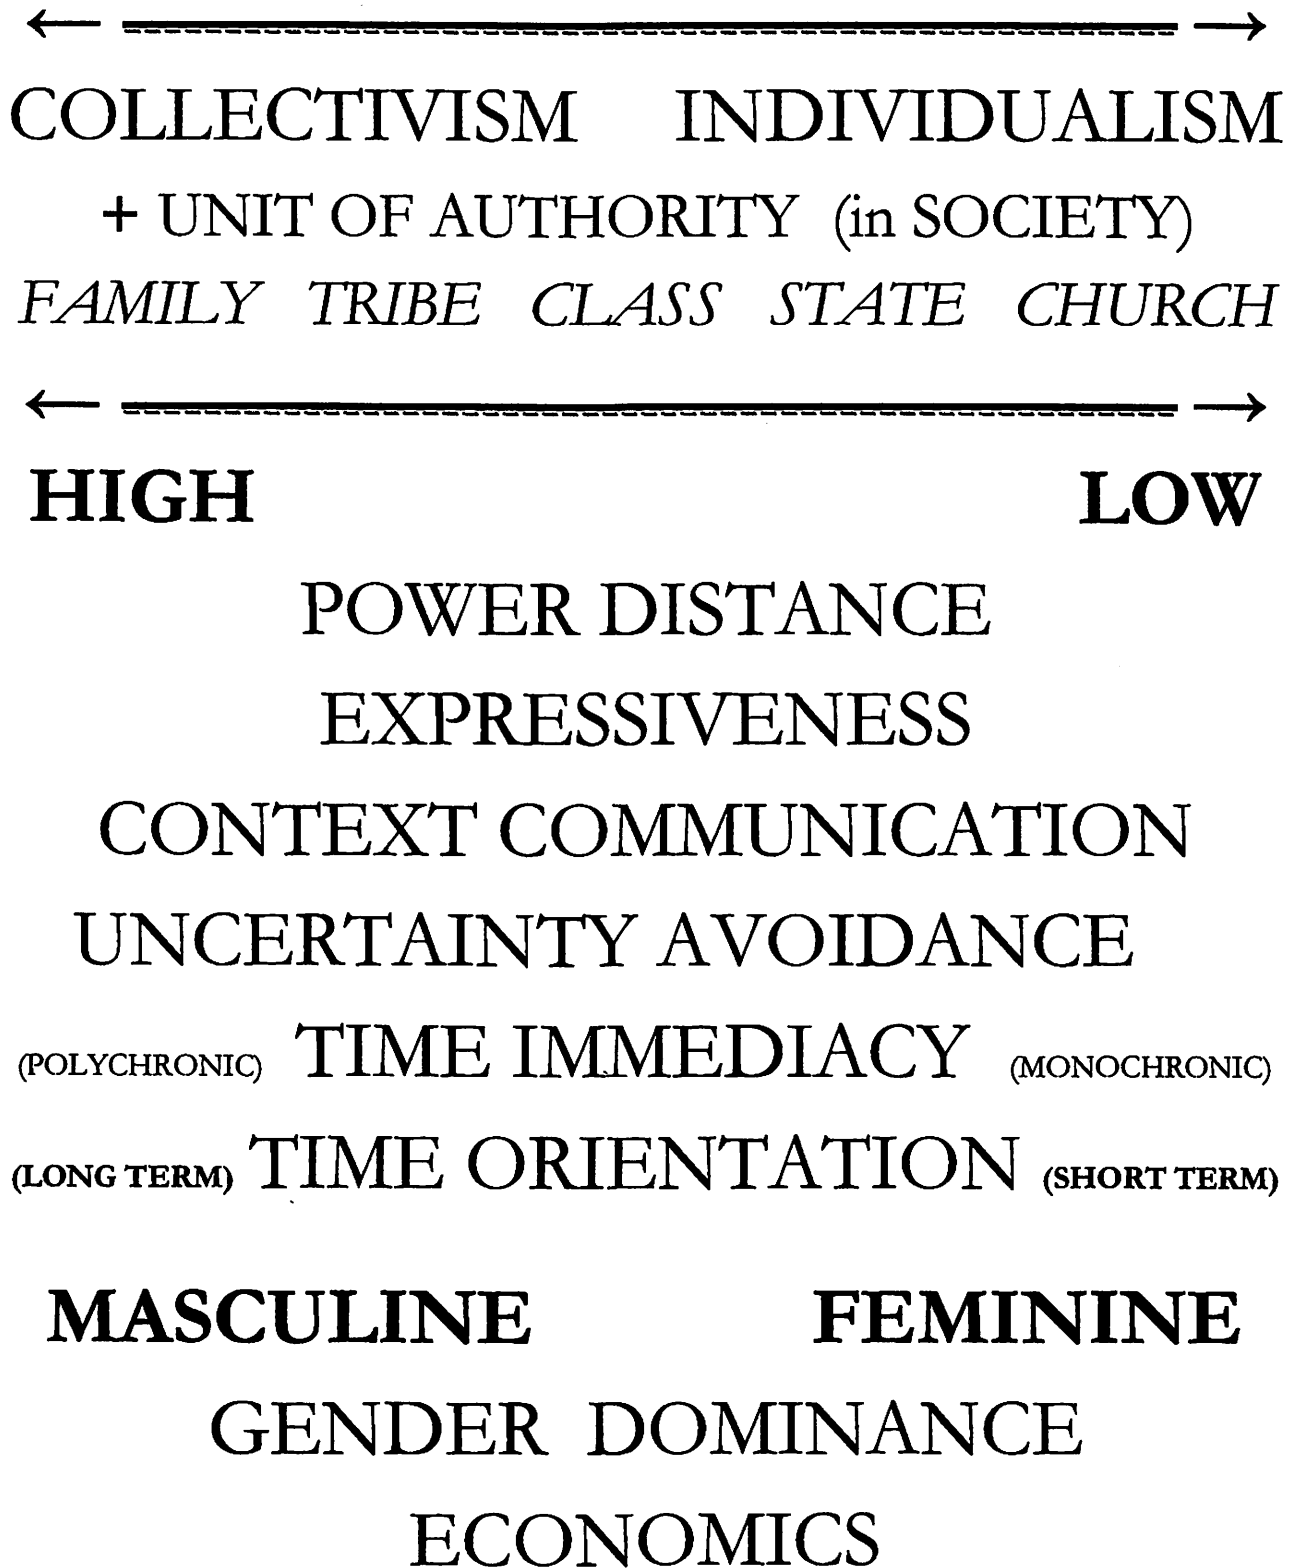 COLLECTIVISM INDIVIDUALISM
+ UNIT OF AUTHORITY (in SOCIETY)
FAMILY TRIBE CLASS STATE CHURCH
HIGH LOW
POWER DISTANCE
EXPRESSIVENESS
CONTEXT COMMUNICATION
UNCERTAINTY AVOIDANCE
(POLYCHRONIC) TIME IMMEDIACY (MONOCHRONIC)
(LONG TERM) TIME ORIENTATION (SHORT TERM)
MASCULINE FEMININE
GENDER DOMINANCE
ECONOMICS